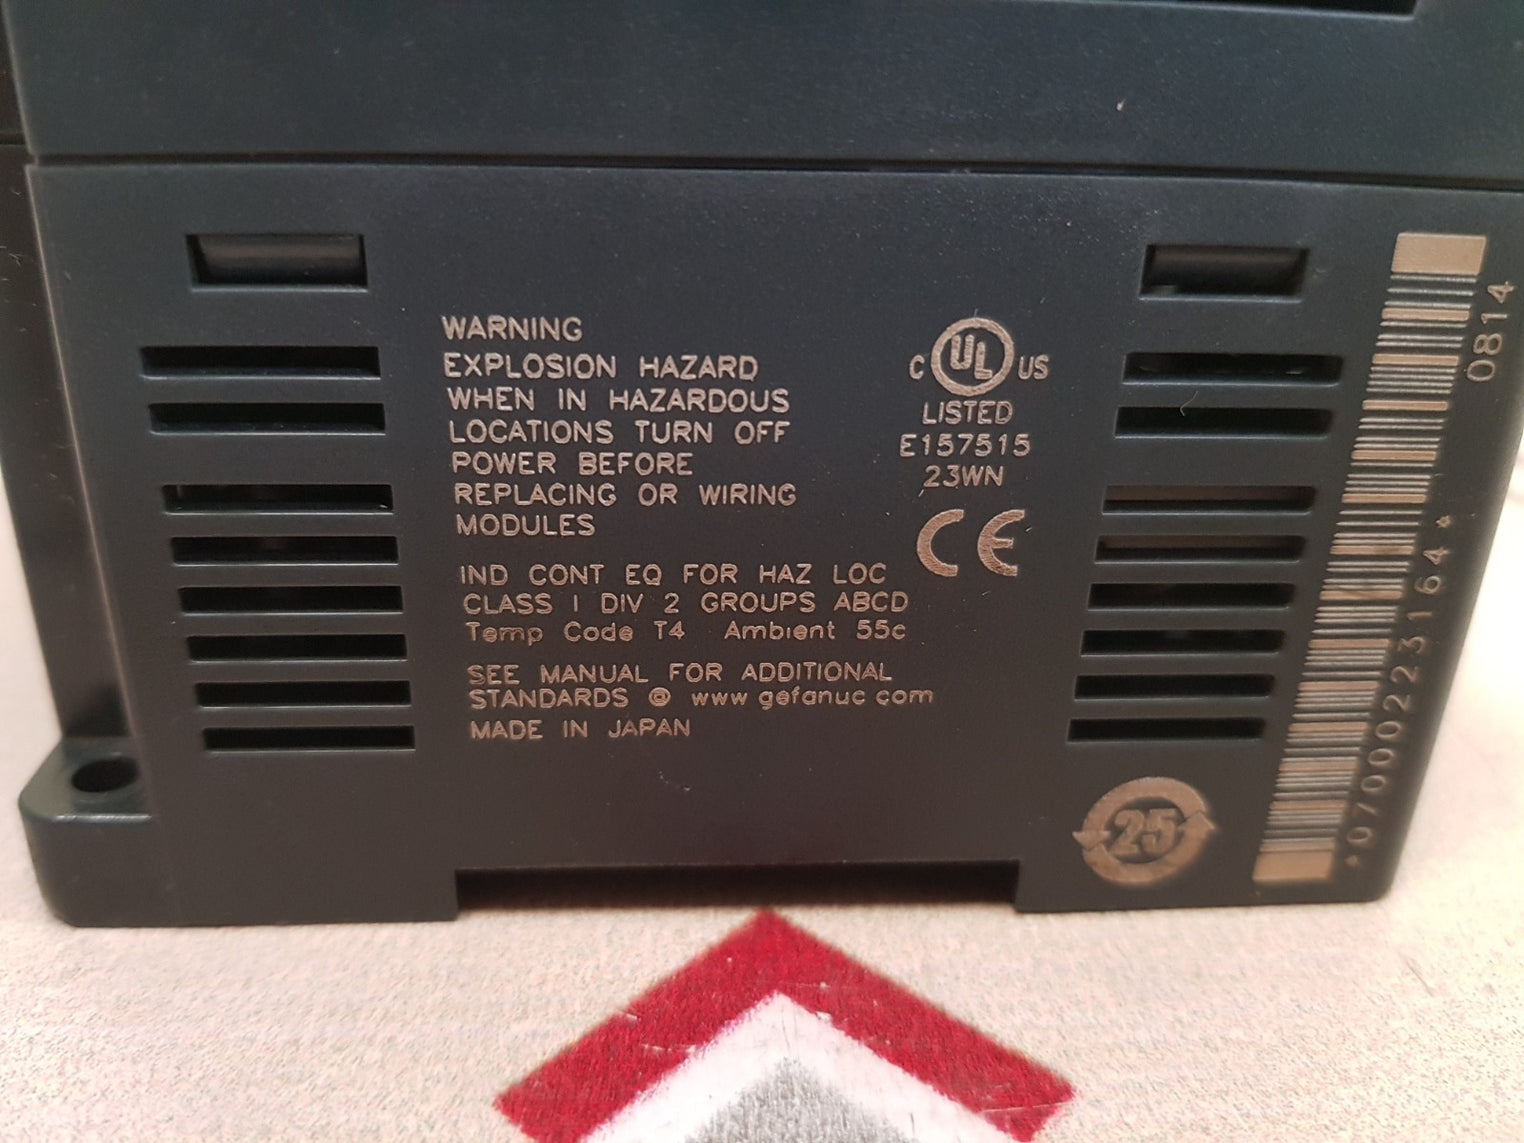 WARNING
EXPLOSION HAZARD
WHEN IN HAZARDOUS
LOCATIONS TURN OFF
POWER BEFORE
REPLACING OR WIRING
MODULES
IND CONT EQ FOR HAZ LOC
CLASS I DIV 2 GROUPS ABCD
Temp Code T4 Ambient 55c
SEE MANUAL FOR ADDITIONAL
STANDARDS @ www gefanuc com
MADE IN JAPAN
C UL US
LISTED
E157515
23WN
CE
25
0814
*07000223164*